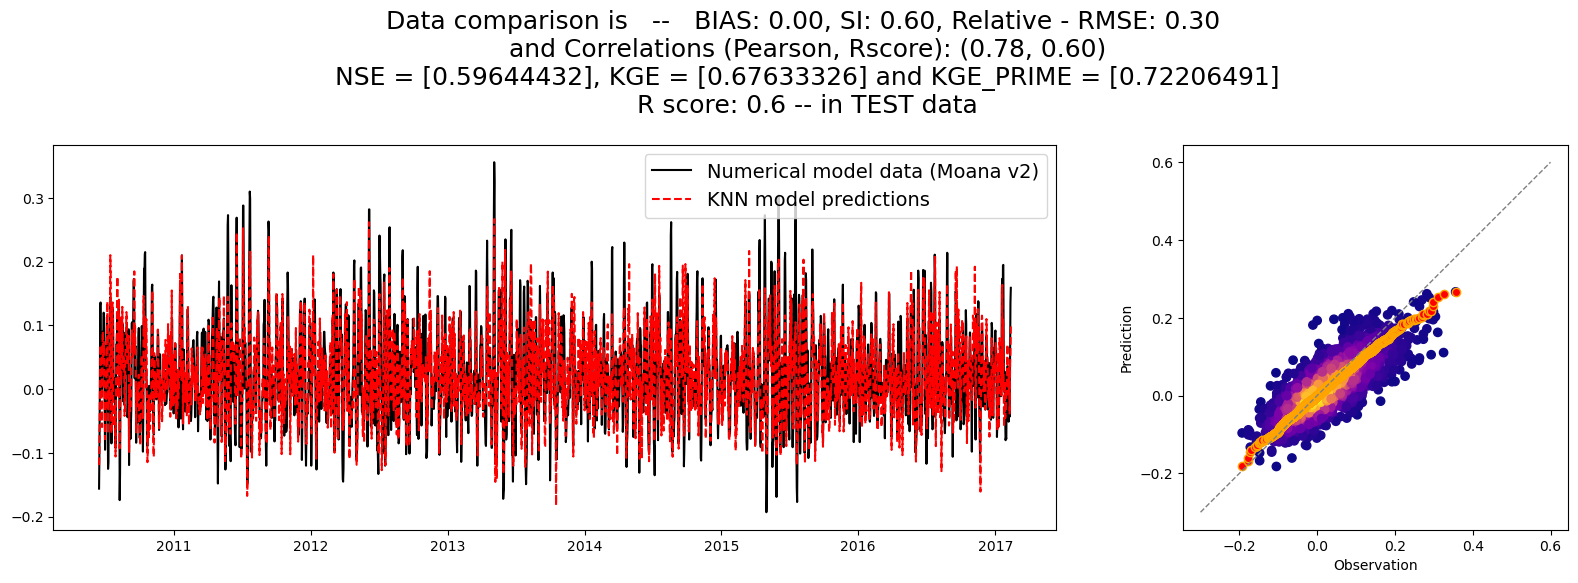 Data comparison is -- BIAS: 0.00, SI: 0.60, Relative - RMSE: 0.30
and Correlations (Pearson, Rscore): (0.78, 0.60)
NSE = [0.59644432], KGE = [0.67633326] and KGE_PRIME = [0.72206491]
R score: 0.6 -- in TEST data
Numerical model data (Moana v2)
KNN model predictions
0.3
0.2
0.1
0.0
−0.1
−0.2
2011
2012
2013
2014
2015
2016
2017
Prediction
0.6
0.4
0.2
0.0
−0.2
−0.2
0.0
0.2
0.4
0.6
Observation